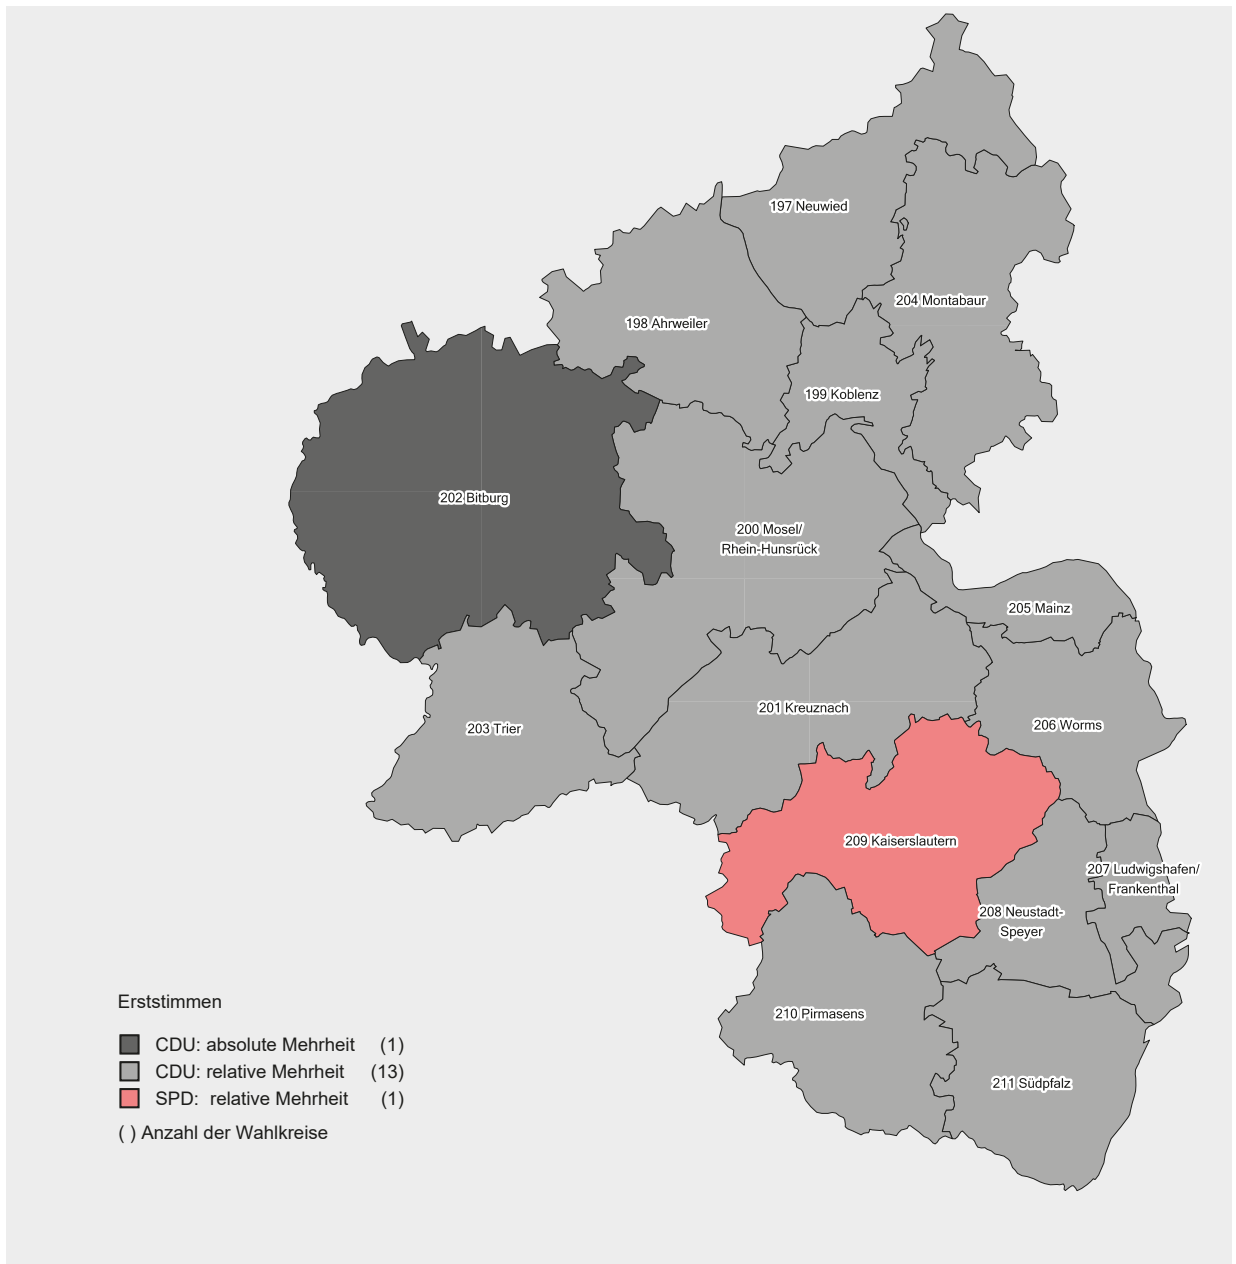 197 Neuwied
204 Montabaur
198 Ahrweiler
199 Koblenz
202 Bitburg
200 Mosel/
Rhein-Hunsrück
205 Mainz
201 Kreuznach
203 Trier
206 Worms
209 Kaiserslautern
207 Ludwigshafen/
Frankenthal
208 Neustadt-
Speyer
210 Pirmasens
211 Südpfalz
Erststimmen
CDU: absolute Mehrheit (1)
CDU: relative Mehrheit (13)
SPD: relative Mehrheit (1)
( ) Anzahl der Wahlkreise